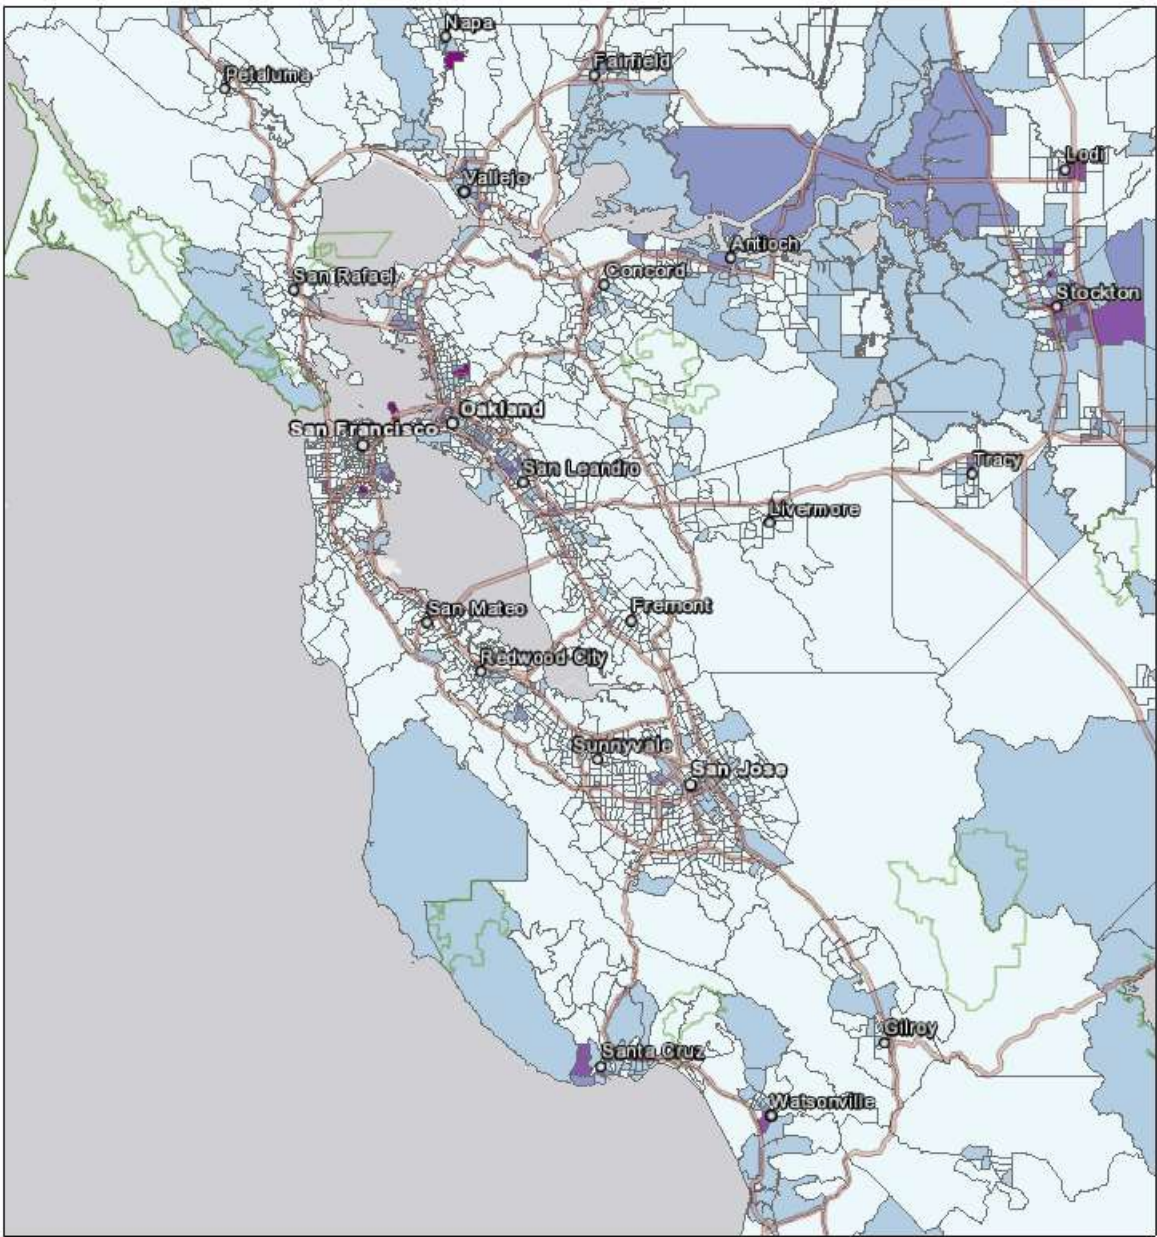 Napa
Petaluma
Fairfield
Lodi
Vallejo
Antioch
San Rafael
Concord
Stockton
Oakland
San Francisco
San Leandro
Tracy
Livermore
San Mateo
Fremont
Redwood City
Sunnyvale
San Jose
Gilroy
Santa Cruz
Watsonville